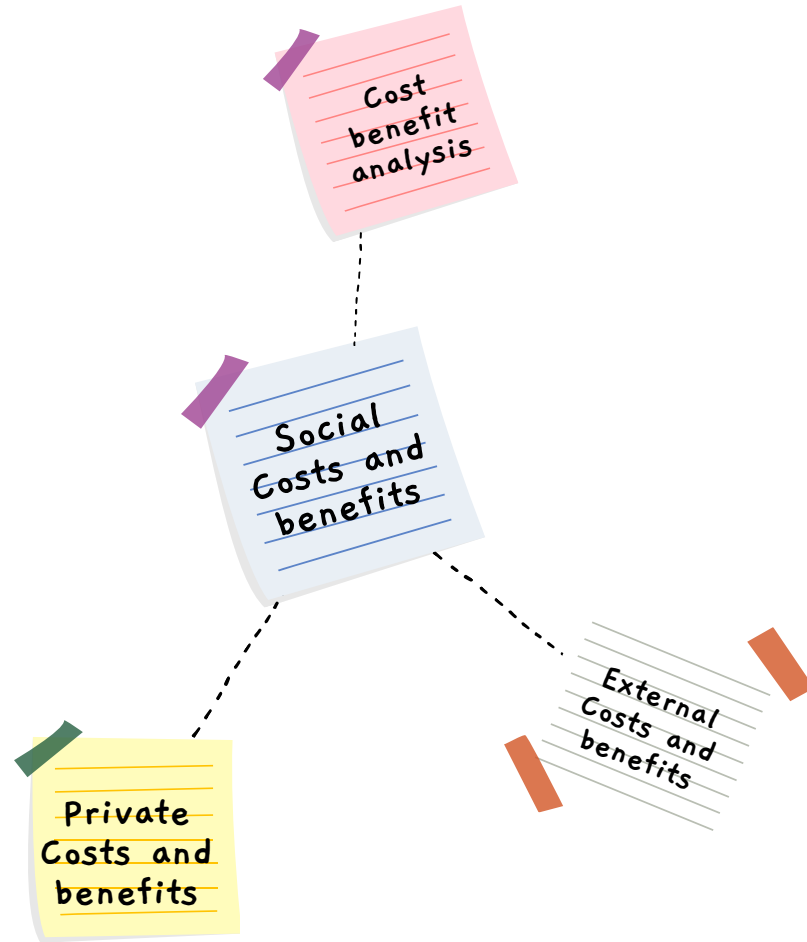 Cost
benefit
analysis
Social
Costs and
benefits
External
Costs and
benefits
Private
Costs and
benefits